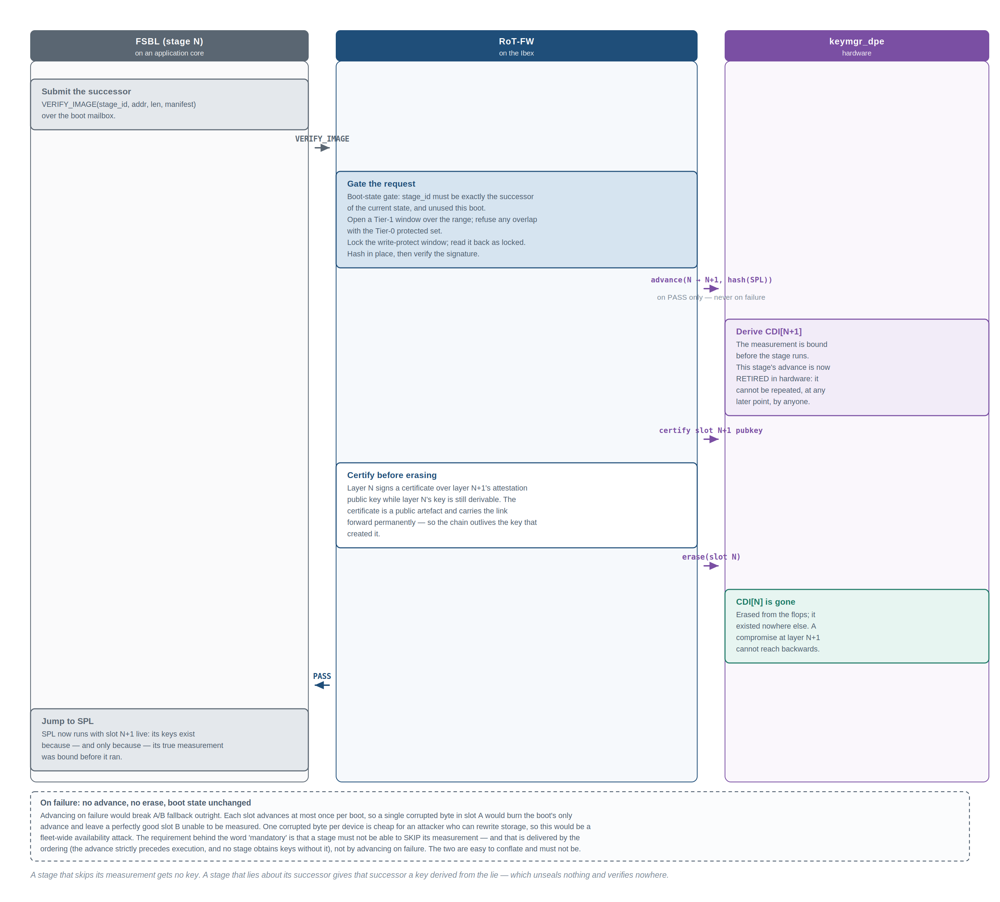 FSBL (stage N)
on an application core
RoT-FW
on the Ibex
keymgr_dpe
hardware
Submit the successor
VERIFY_IMAGE(stage_id, addr, len, manifest)
over the boot mailbox.
VERIFY_IMAGE
Gate the request
Boot-state gate: stage_id must be exactly the successor
of the current state, and unused this boot.
Open a Tier-1 window over the range; refuse any overlap
with the Tier-0 protected set.
Lock the write-protect window; read it back as locked.
Hash in place, then verify the signature.
advance(N → N+1, hash(SPL))
on PASS only — never on failure
Derive CDI[N+1]
The measurement is bound
before the stage runs.
This stage's advance is now
RETIRED in hardware: it
cannot be repeated, at any
later point, by anyone.
certify slot N+1 pubkey
Certify before erasing
Layer N signs a certificate over layer N+1's attestation
public key while layer N's key is still derivable. The
certificate is a public artefact and carries the link
forward permanently — so the chain outlives the key that
created it.
erase(slot N)
CDI[N] is gone
Erased from the flops; it
existed nowhere else. A
compromise at layer N+1
cannot reach backwards.
PASS
Jump to SPL
SPL now runs with slot N+1 live: its keys exist
because — and only because — its true measurement
was bound before it ran.
On failure: no advance, no erase, boot state unchanged
Advancing on failure would break A/B fallback outright. Each slot advances at most once per boot, so a single corrupted byte in slot A would burn the boot's only
advance and leave a perfectly good slot B unable to be measured. One corrupted byte per device is cheap for an attacker who can rewrite storage, so this would be a
fleet-wide availability attack. The requirement behind the word 'mandatory' is that a stage must not be able to SKIP its measurement — and that is delivered by the
ordering (the advance strictly precedes execution, and no stage obtains keys without it), not by advancing on failure. The two are easy to conflate and must not be.
A stage that skips its measurement gets no key. A stage that lies about its successor gives that successor a key derived from the lie — which unseals nothing and verifies nowhere.